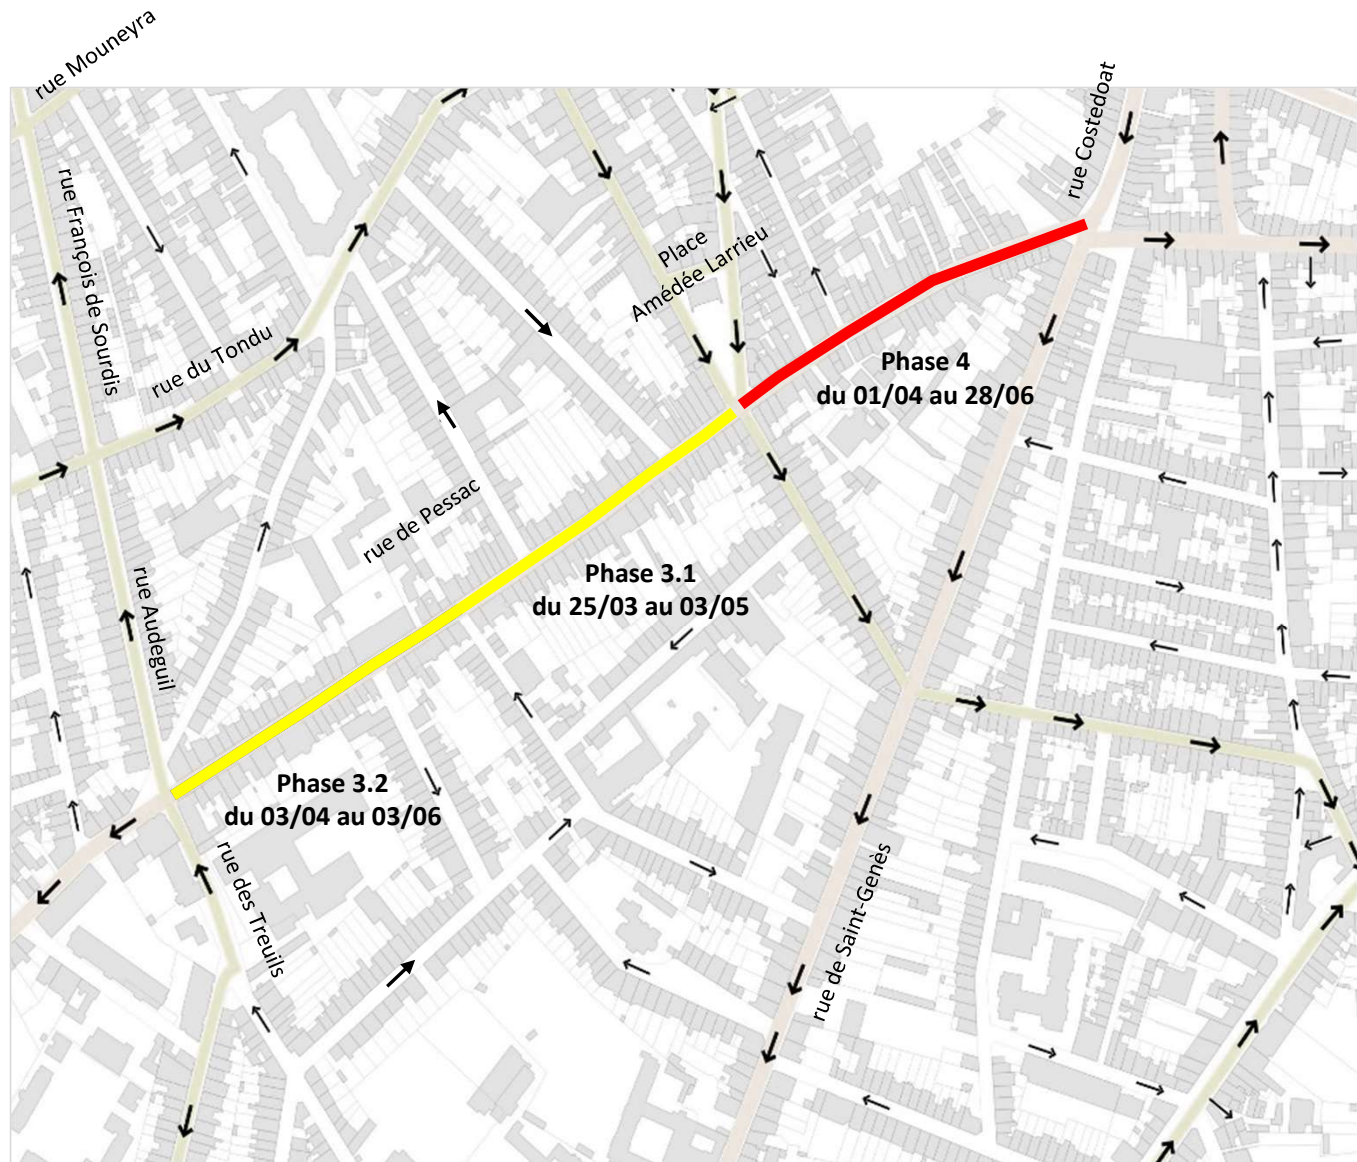 rue Mouneyra
rue Costedoat
rue François de Sourdis
Place
Amédée Larrieu
rue du Tondu
Phase 4
du 01/04 au 28/06
rue de Pessac
Phase 3.1
du 25/03 au 03/05
rue Audeguil
Phase 3.2
du 03/04 au 03/06
rue des Treuils
rue de Saint-Genès